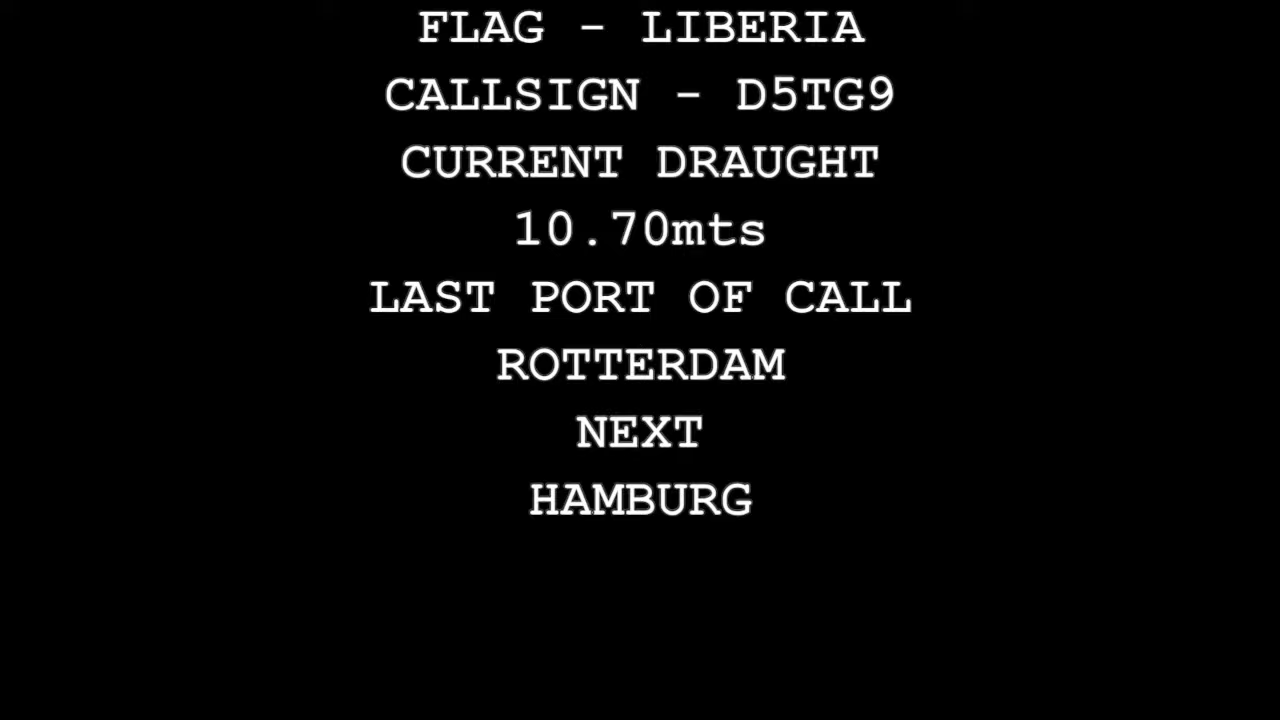 FLAG - LIBERIA
CALLSIGN - D5TG9
CURRENT DRAUGHT
10.70mts
LAST PORT OF CALL
ROTTERDAM
NEXT
HAMBURG